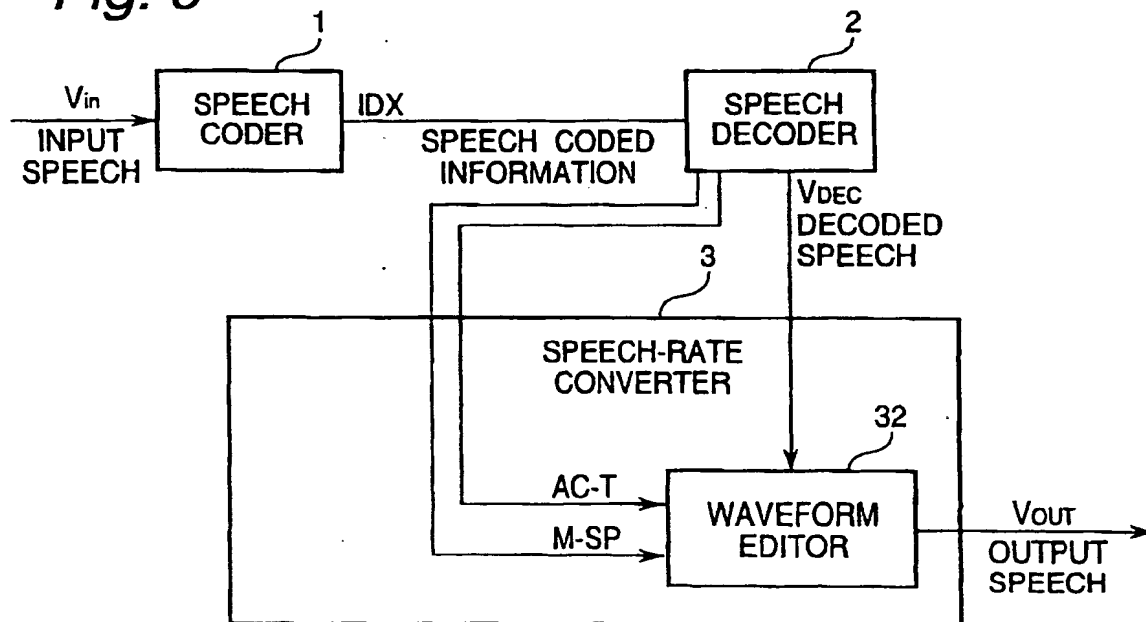 Fig.
1
2
Vin
INPUT
SPEECH
SPEECH
CODER
IDX
SPEECH CODED
INFORMATION
SPEECH
DECODER
VDEC
DECODED
SPEECH
3
SPEECH-RATE
CONVERTER
32
AC-T
M-SP
WAVEFORM
EDITOR
VOUT
OUTPUT
SPEECH